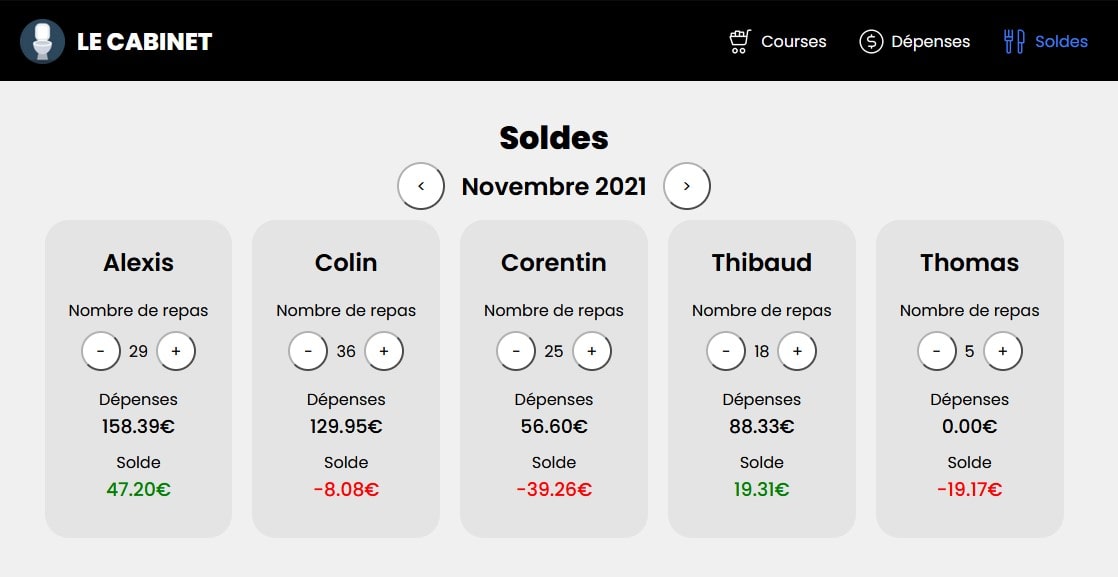 LE CABINET
Courses
Dépenses
Soldes
Soldes
< Novembre 2021 >
Alexis
Nombre de repas
- 29 +
Dépenses
158.39€
Solde
47.20€
Colin
Nombre de repas
- 36 +
Dépenses
129.95€
Solde
-8.08€
Corentin
Nombre de repas
- 25 +
Dépenses
56.60€
Solde
-39.26€
Thibaud
Nombre de repas
- 18 +
Dépenses
88.33€
Solde
19.31€
Thomas
Nombre de repas
- 5 +
Dépenses
0.00€
Solde
-19.17€